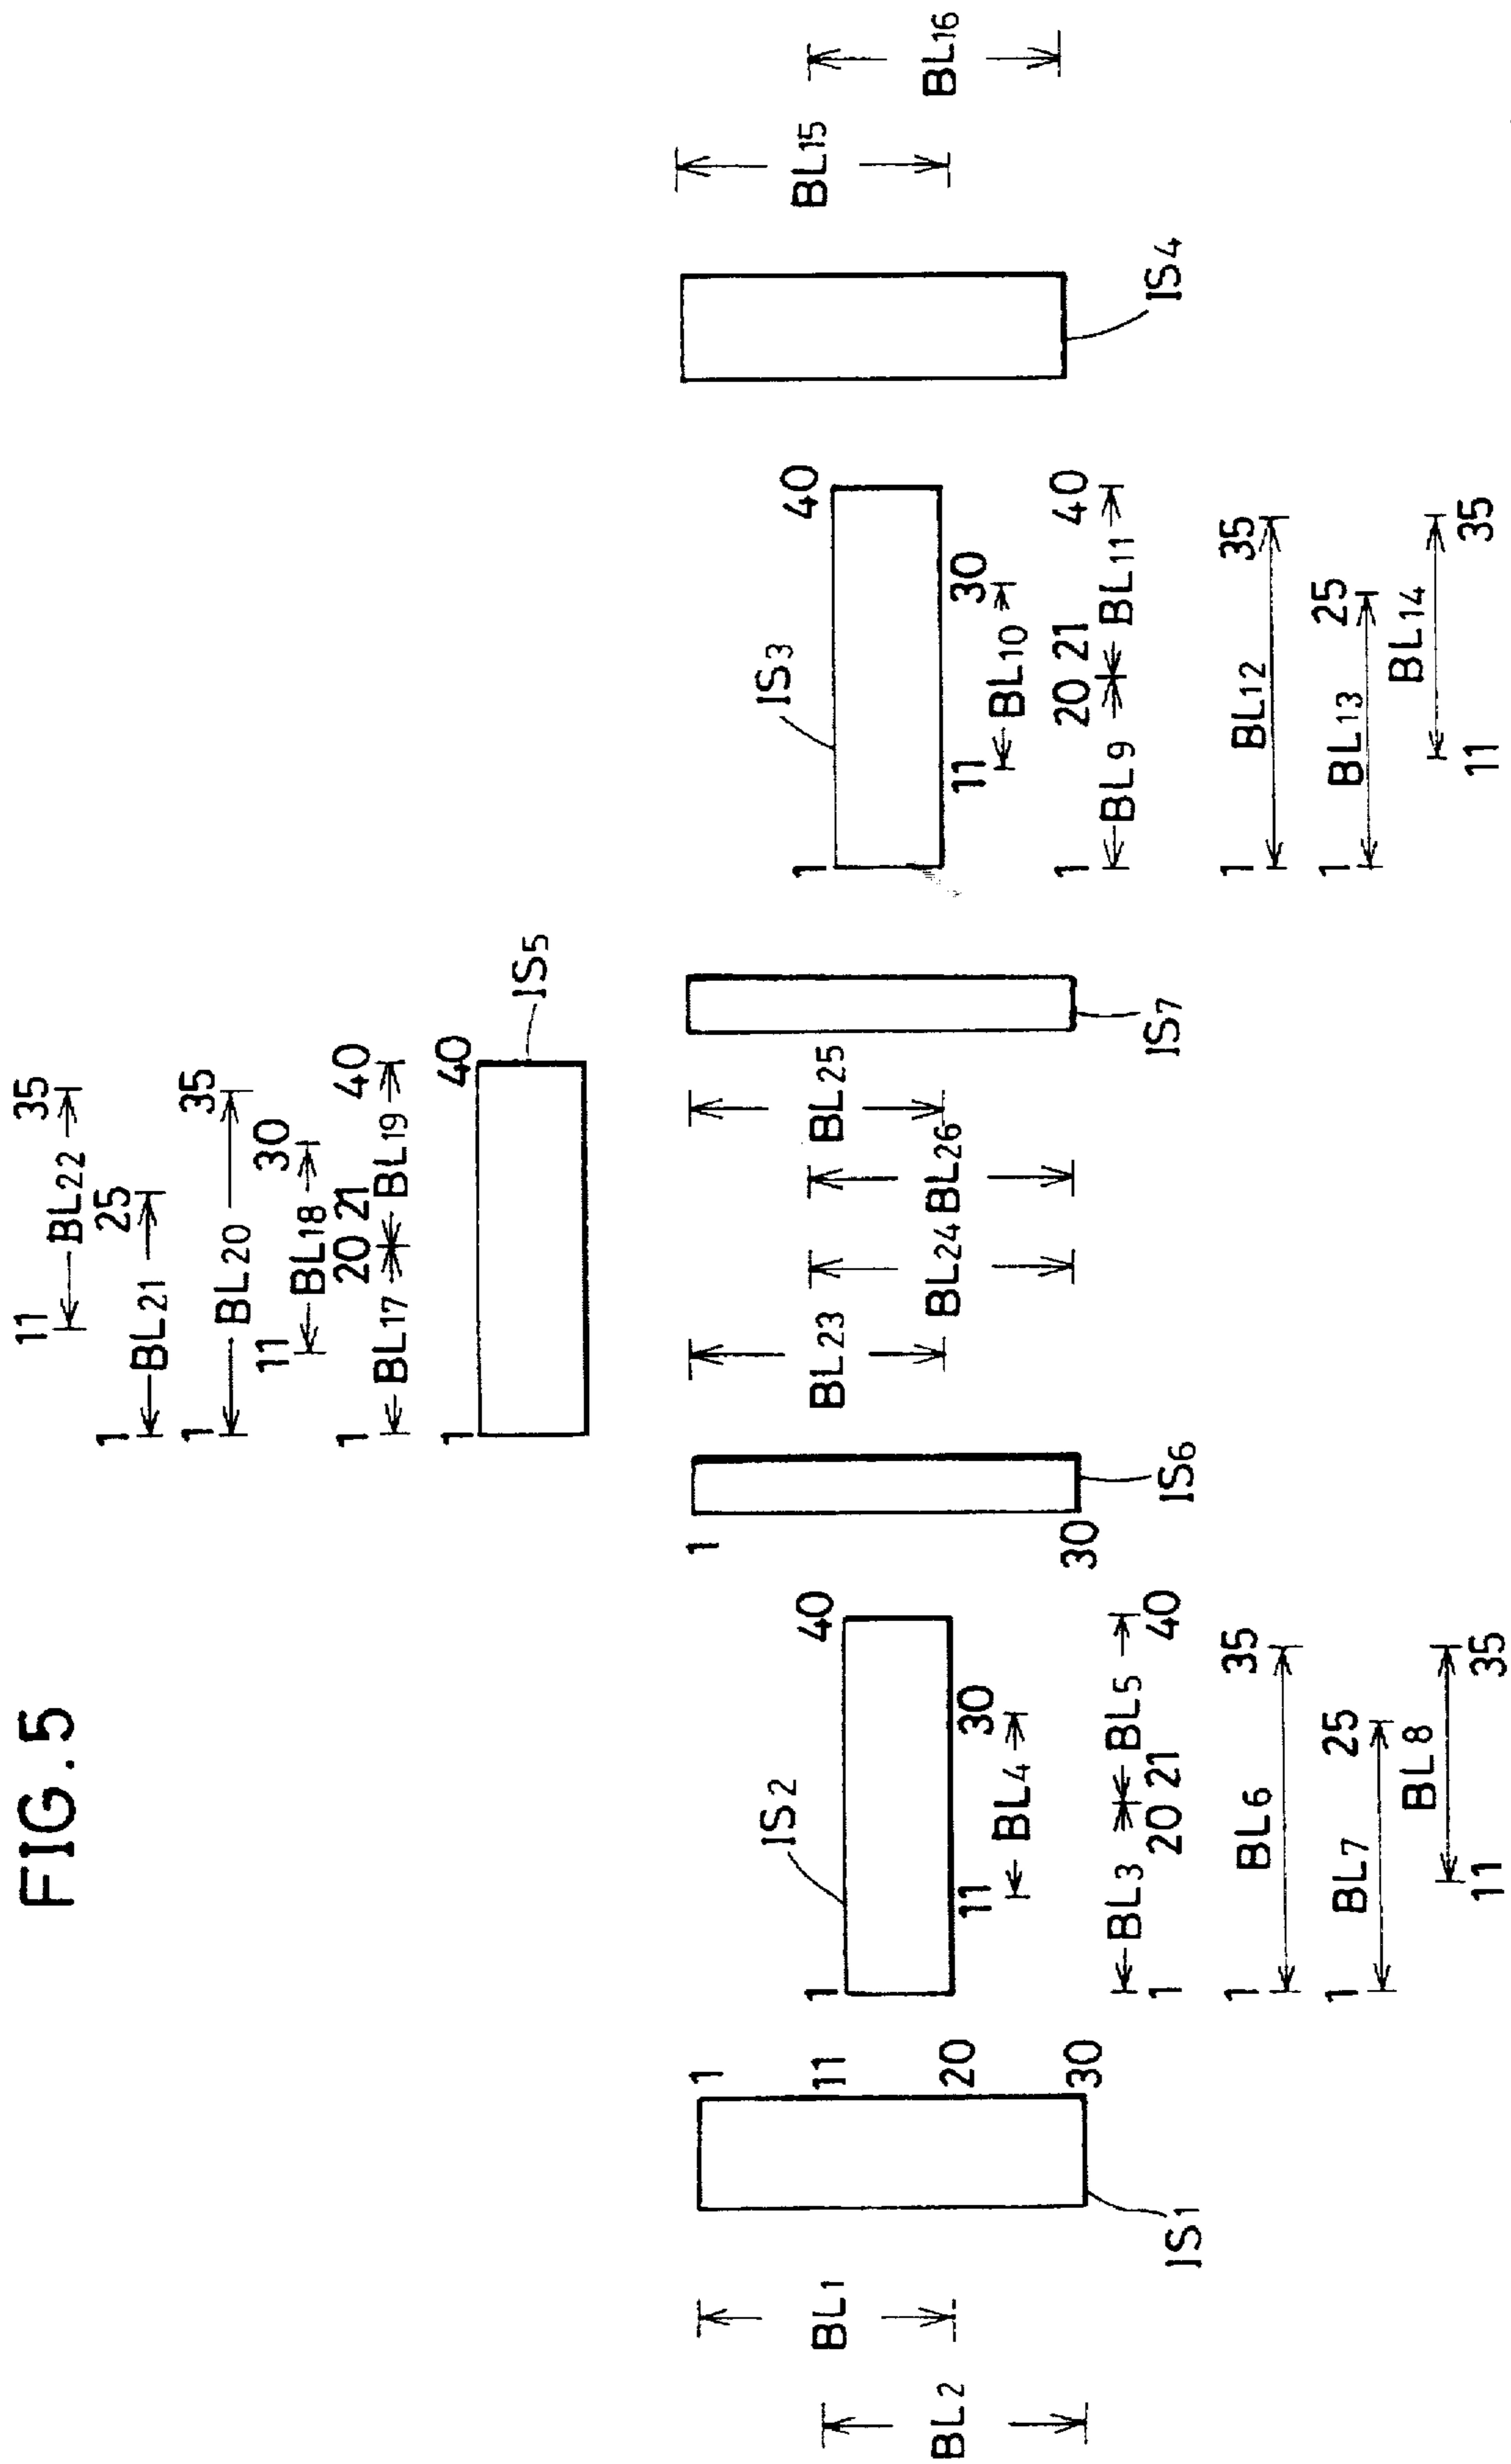 FIG.5
11 35
BL22
1 25
BL21
1 35
BL20
11 30
BL18
1 20 21 40
BL17 BL19
1 40
IS5
1 1
IS2 IS3
1 40 1 40
BL1 11 BL23 BL25 BL15
BL2 20 BL24 BL26 BL16
11 30 11 30
BL4 BL10
30 30 1 20 21 40
BL3 BL5 BL9 BL11
1 20 21 40
IS1 IS6 IS7 IS4
1 35 1 35
BL6 BL12
1 25 1 25
BL7 BL13
BL8 BL14
11 35 11 35